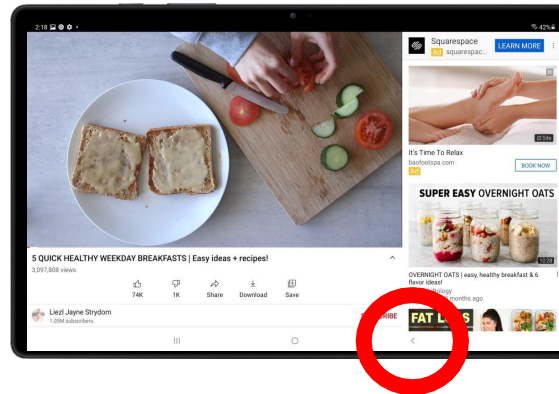 2:18
42%
Squarespace
Ad squarespac...
LEARN MORE
Site
It's Time To Relax
baofootspa.com
Ad
BOOK NOW
SUPER EASY OVERNIGHT OATS
10:28
OVERNIGHT OATS | easy, healthy breakfast & 6
flavor ideas!
months ago
5 QUICK HEALTHY WEEKDAY BREAKFASTS | Easy ideas + recipes!
3,097,808 views
74K
1K
Share
Download
Save
Liezl Jayne Strydom
1.05M subscribers
FAT